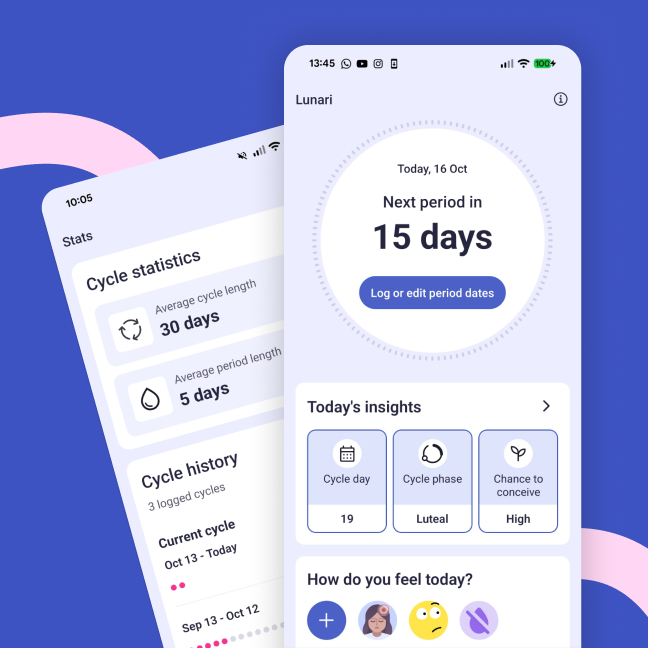 10:05
Stats
Cycle statistics
Average cycle length
30 days
Average period length
5 days
Cycle history
3 logged cycles
Current cycle
Oct 13 - Today
Sep 13 - Oct 12
13:45
100
Lunari
Today, 16 Oct
Next period in
15 days
Log or edit period dates
Today's insights
Cycle day
19
Cycle phase
Luteal
Chance to
conceive
High
How do you feel today?